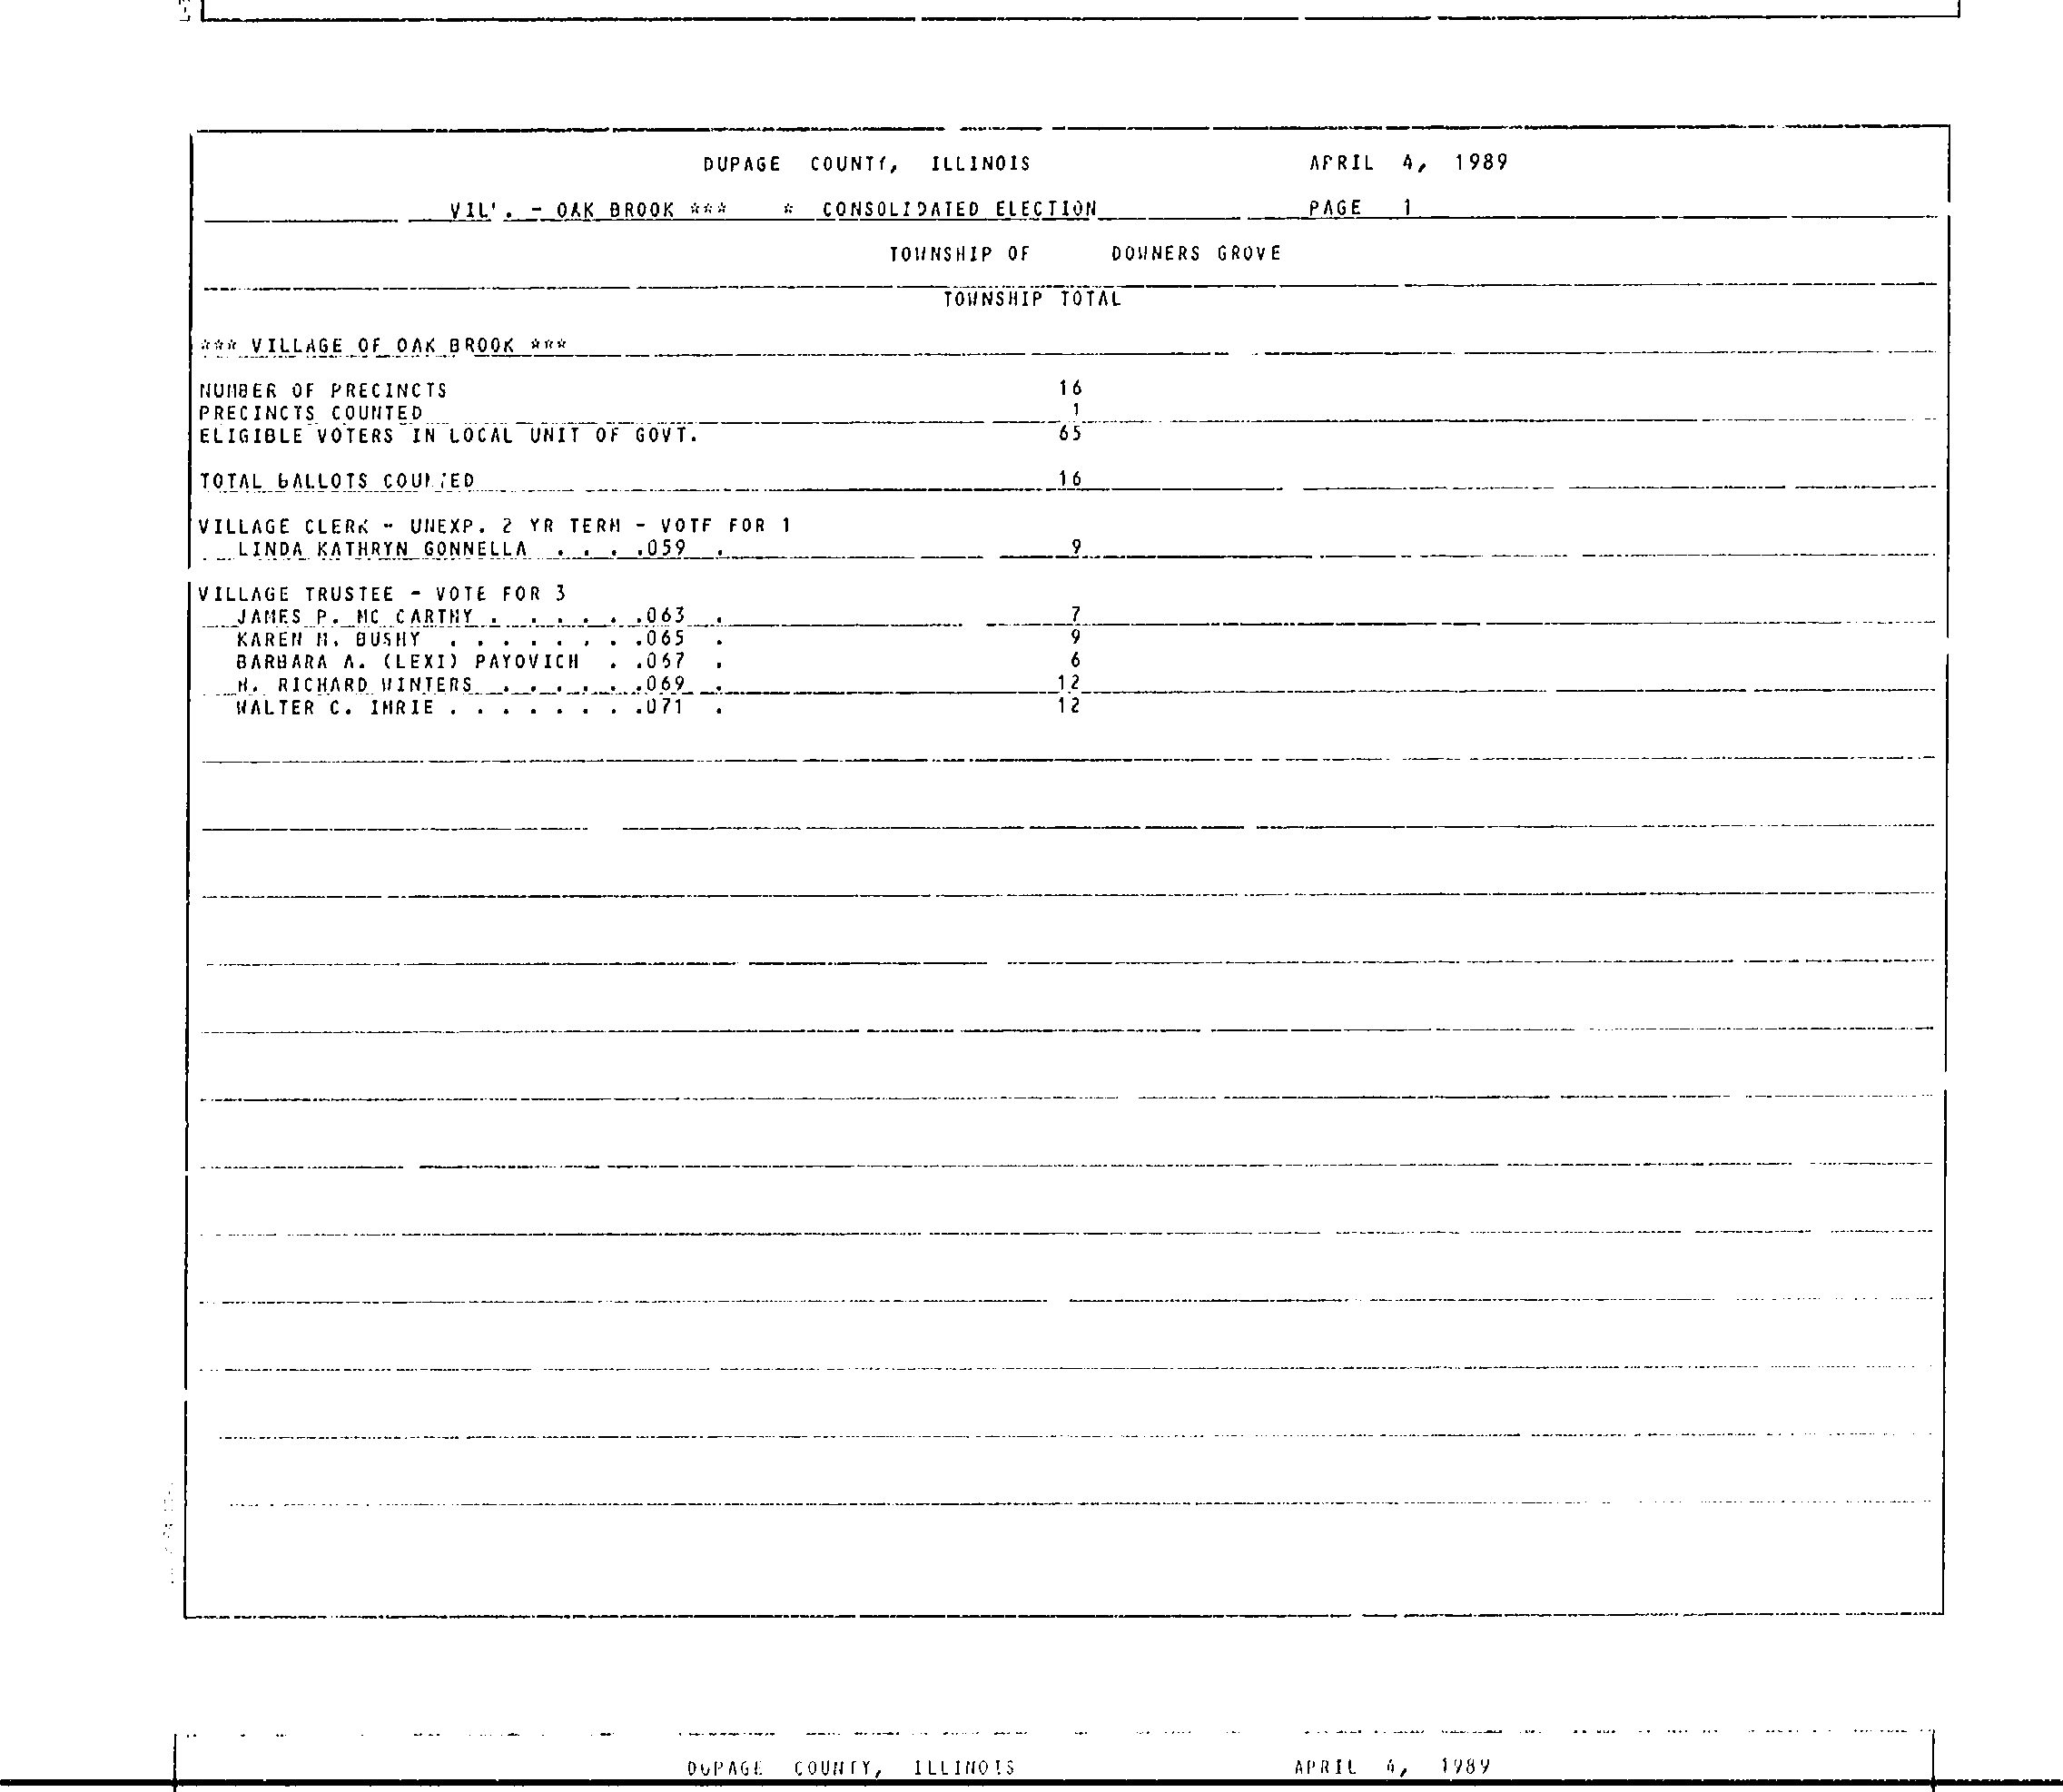 DUPAGE COUNTY, ILLINOIS APRIL 4, 1989
VIL'. - OAK BROOK *** * CONSOLIDATED ELECTION PAGE 1
TOWNSHIP OF DOWNERS GROVE
TOWNSHIP TOTAL
*** VILLAGE OF OAK BROOK ***
NUMBER OF PRECINCTS 16
PRECINCTS COUNTED 1
ELIGIBLE VOTERS IN LOCAL UNIT OF GOVT. 65
TOTAL BALLOTS COUNTED 16
VILLAGE CLERK - UNEXP. 2 YR TERM - VOTE FOR 1
LINDA KATHRYN GONNELLA . . . .059 . 9
VILLAGE TRUSTEE - VOTE FOR 3
JAMES P. MC CARTHY . . . . . .063 . 7
KAREN M. BUSHY . . . . . . . .065 . 9
BARBARA A. (LEXI) PAYOVICH . .067 . 6
H. RICHARD WINTERS . . . . . .069 . 12
WALTER C. IMRIE . . . . . . . .071 . 12
DUPAGE COUNTY, ILLINOIS APRIL 4, 1989